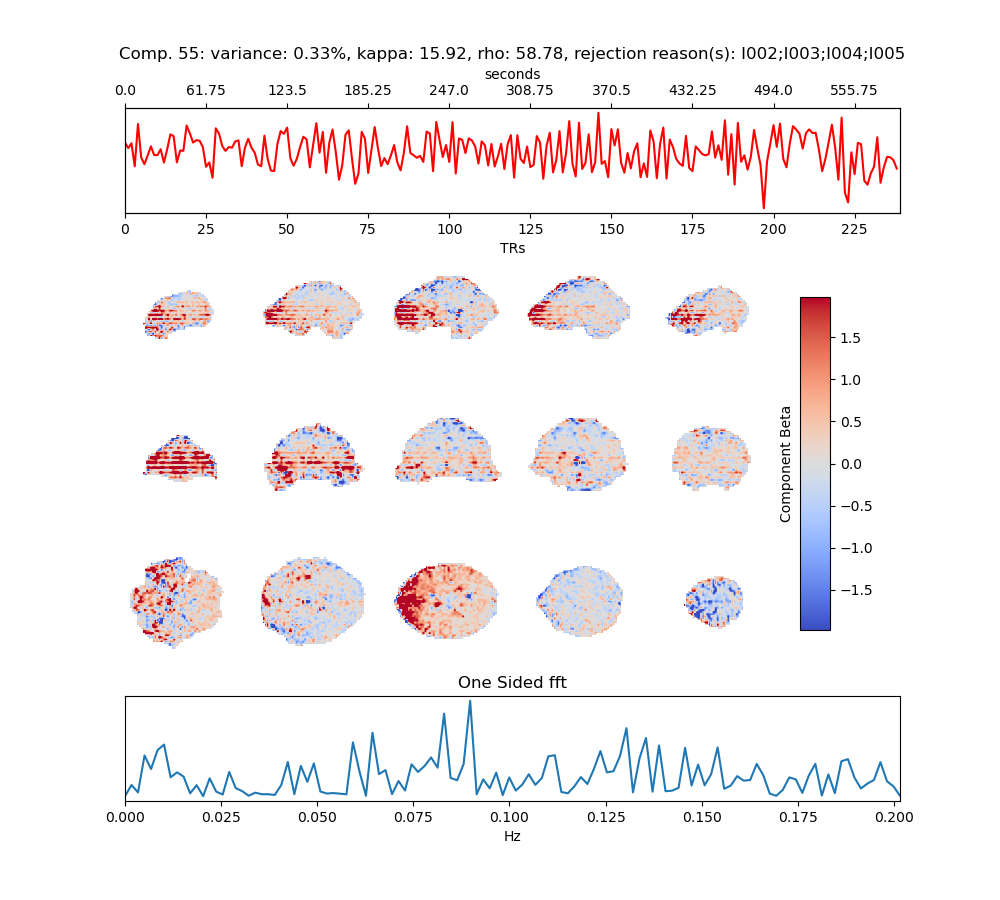 Comp. 55: variance: 0.33%, kappa: 15.92, rho: 58.78, rejection reason(s): I002;I003;I004;I005
seconds
0.0 61.75 123.5 185.25 247.0 308.75 370.5 432.25 494.0 555.75
0 25 50 75 100 125 150 175 200 225
TRs
1.5
1.0
0.5
0.0
−0.5
−1.0
−1.5
Component Beta
One Sided fft
0.000 0.025 0.050 0.075 0.100 0.125 0.150 0.175 0.200
Hz